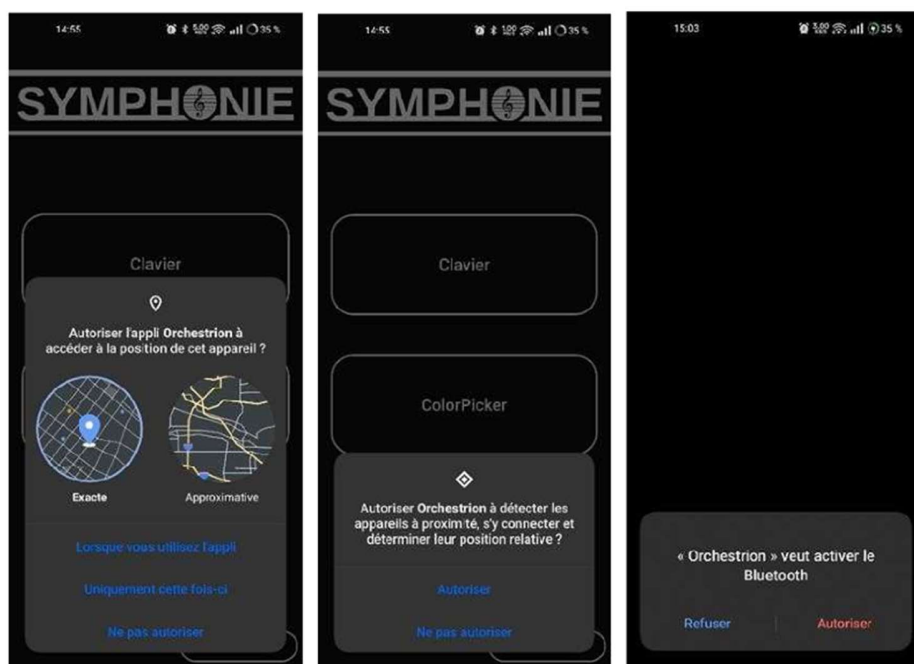 14:55
35 %
SYMPHONIE
Clavier
Autoriser l'appli Orchestrion à
accéder à la position de cet appareil ?
Exacte
Approximative
Lorsque vous utilisez l'appli
Uniquement cette fois-ci
Ne pas autoriser
14:55
35 %
SYMPHONIE
Clavier
ColorPicker
Autoriser Orchestrion à détecter les
appareils à proximité, s'y connecter et
déterminer leur position relative ?
Autoriser
Ne pas autoriser
15:03
35 %
« Orchestrion » veut activer le
Bluetooth
Refuser
Autoriser